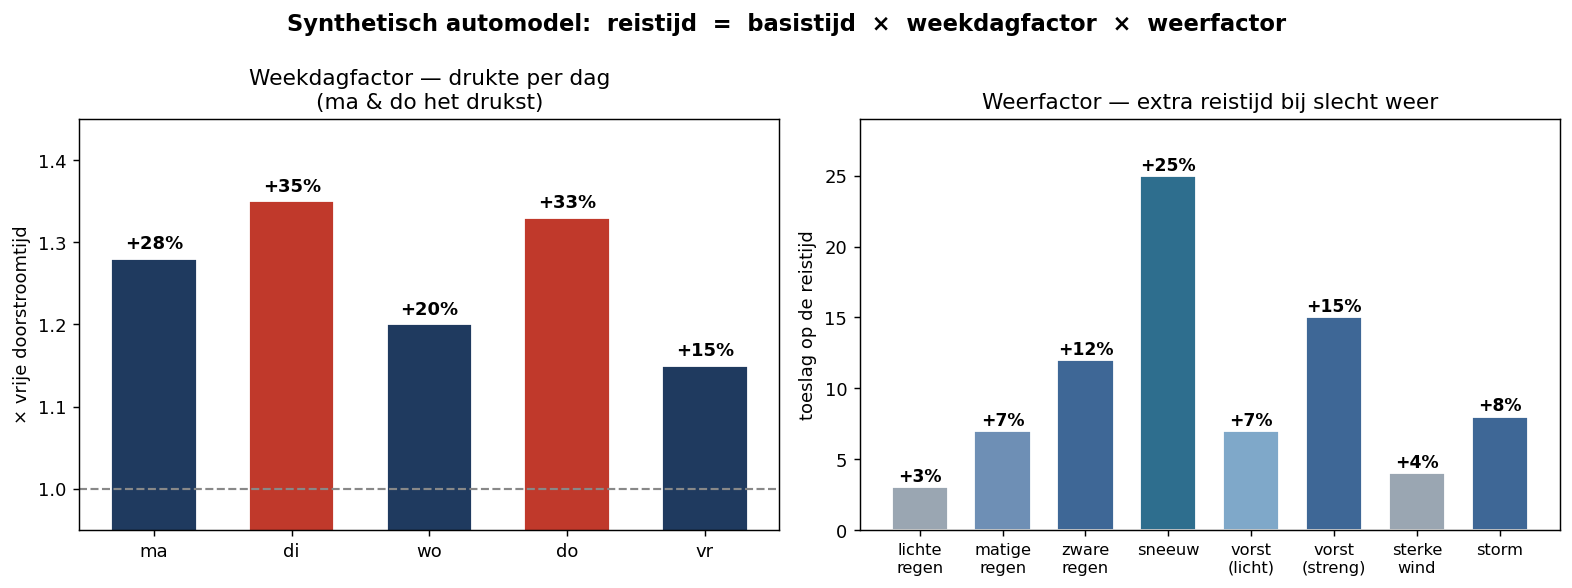 Synthetisch automodel:  reistijd  =  basistijd  ×  weekdagfactor  ×  weerfactor
Weekdagfactor — drukte per dag
(ma & do het drukst)
× vrije doorstroomtijd
1.4
1.3
1.2
1.1
1.0
+28%
+35%
+20%
+33%
+15%
ma
di
wo
do
vr
Weerfactor — extra reistijd bij slecht weer
toeslag op de reistijd
25
20
15
10
5
0
+3%
+7%
+12%
+25%
+7%
+15%
+4%
+8%
lichte
regen
matige
regen
zware
regen
sneeuw
vorst
(licht)
vorst
(streng)
sterke
wind
storm